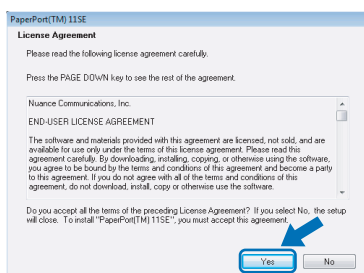 PaperPort(TM) 11SE
License Agreement
Please read the following license agreement carefully.
Press the PAGE DOWN key to see the rest of the agreement.
Nuance Communications, Inc.
END-USER LICENSE AGREEMENT
The software and materials provided with this agreement are licensed, not sold, and are
available for use only under the terms of this license agreement. Please read this
agreement carefully. By downloading, installing, copying, or otherwise using the software,
you agree to be bound by the terms and conditions of this agreement and become a party
to this agreement. If you do not agree with all of the terms and conditions of this
agreement, do not download, install, copy or otherwise use the software.
Do you accept all the terms of the preceding License Agreement? If you select No, the setup
will close. To install "PaperPort(TM) 11SE", you must accept this agreement.
Yes
No